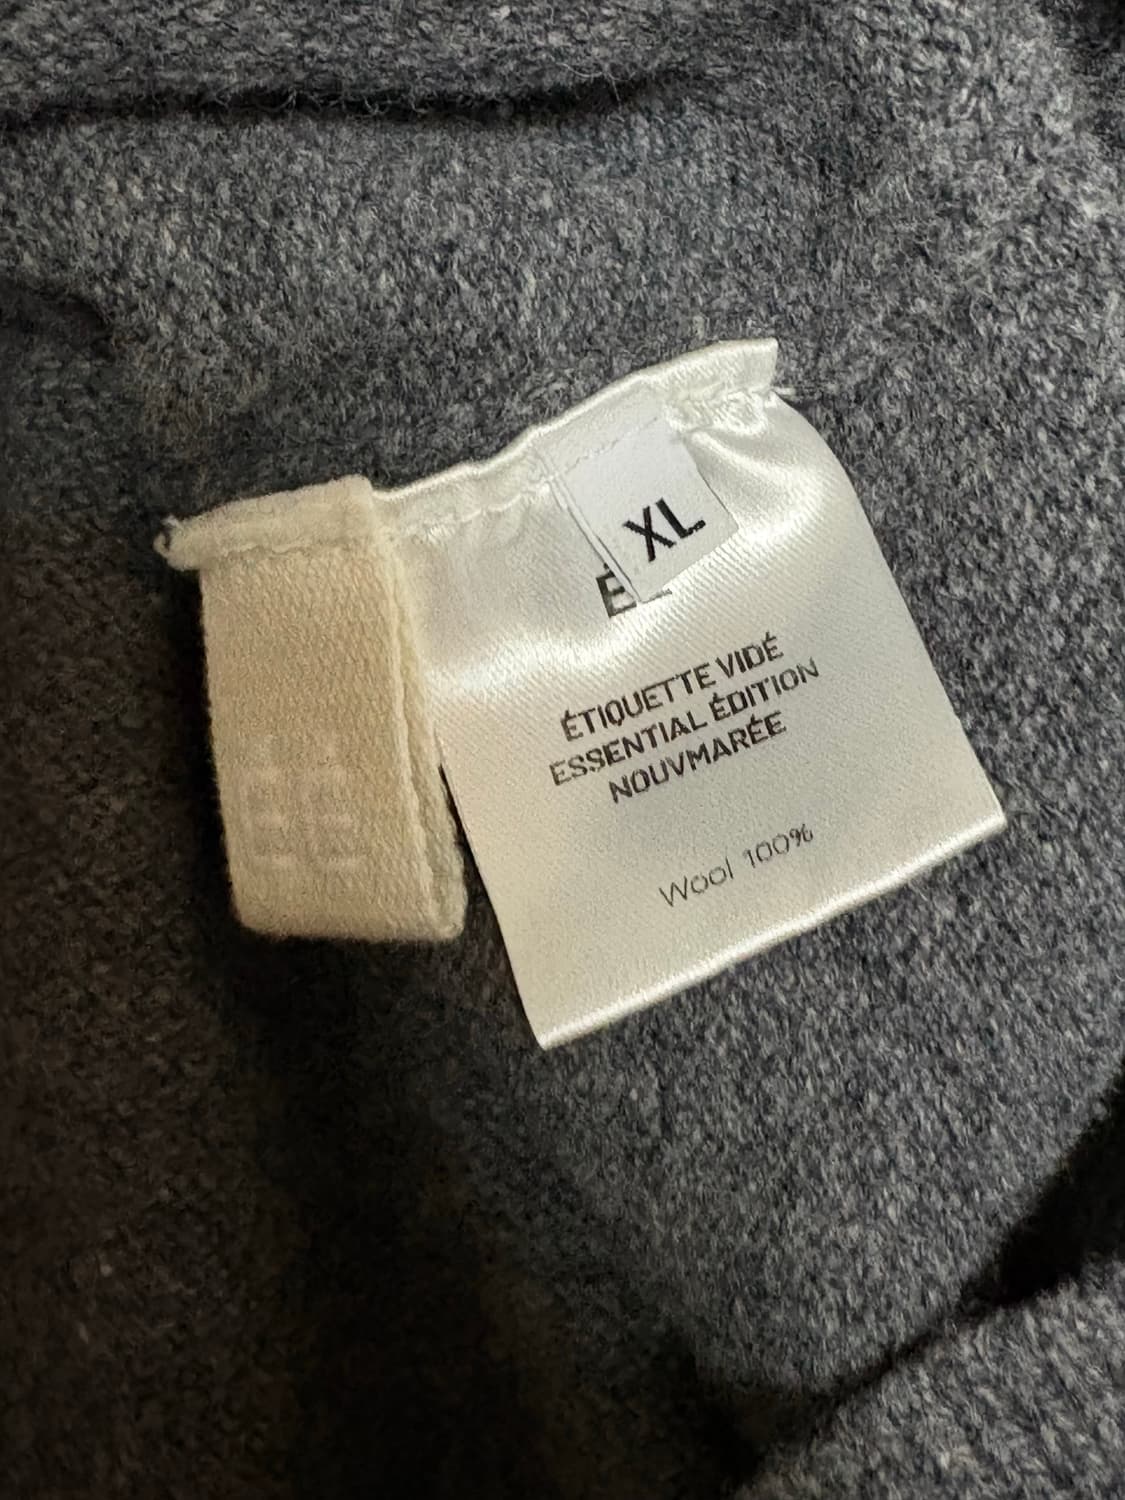 XL
ÉTIQUETTE VIDÉ
ESSENTIAL ÉDITION
NOUVMARÉE
Wool 100%